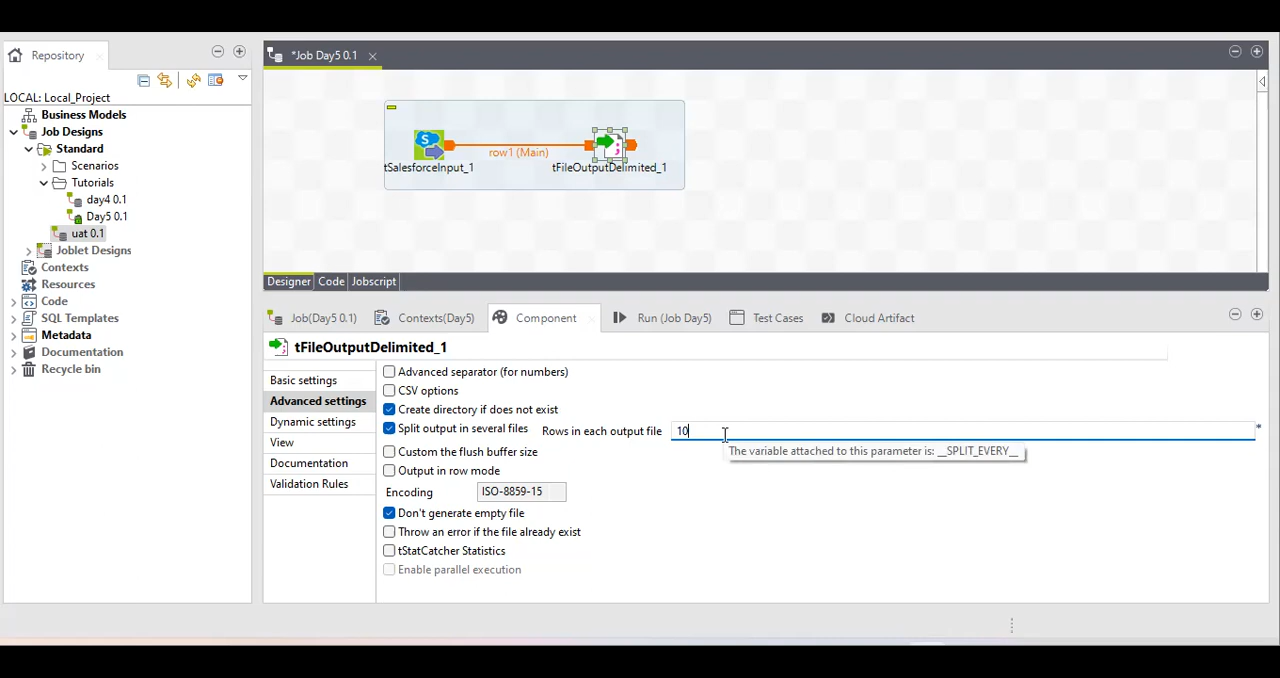 Repository
LOCAL: Local_Project
Business Models
Job Designs
Standard
Scenarios
Tutorials
day4 0.1
Day5 0.1
uat 0.1
Joblet Designs
Contexts
Resources
Code
SQL Templates
Metadata
Documentation
Recycle bin
*Job Day5 0.1
row1 (Main)
tSalesforceInput_1
tFileOutputDelimited_1
Designer
Code
Jobscript
Job(Day5 0.1)
Contexts(Day5)
Component
Run (Job Day5)
Test Cases
Cloud Artifact
tFileOutputDelimited_1
Basic settings
Advanced settings
Dynamic settings
View
Documentation
Validation Rules
Advanced separator (for numbers)
CSV options
Create directory if does not exist
Split output in several files Rows in each output file 10 *
The variable attached to this parameter is: __SPLIT_EVERY__
Custom the flush buffer size
Output in row mode
Encoding ISO-8859-15
Don't generate empty file
Throw an error if the file already exist
tStatCatcher Statistics
Enable parallel execution